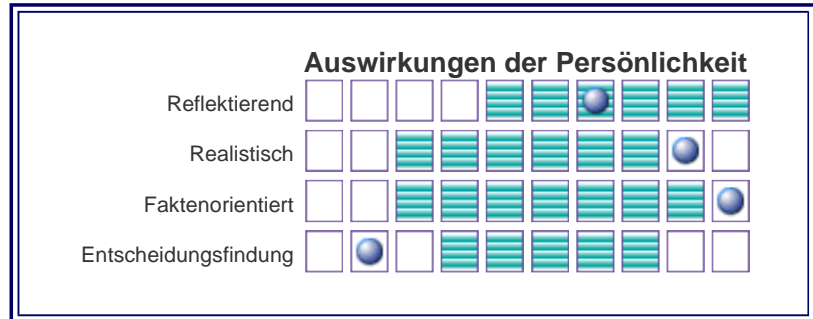 Auswirkungen der Persönlichkeit
Reflektierend
Realistisch
Faktenorientiert
Entscheidungsfindung